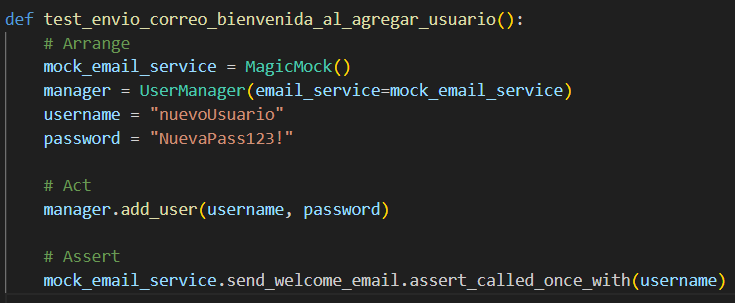 def test_envio_correo_bienvenida_al_agregar_usuario():
# Arrange
mock_email_service = MagicMock()
manager = UserManager(email_service=mock_email_service)
username = "nuevoUsuario"
password = "NuevaPass123!"
# Act
manager.add_user(username, password)
# Assert
mock_email_service.send_welcome_email.assert_called_once_with(username)